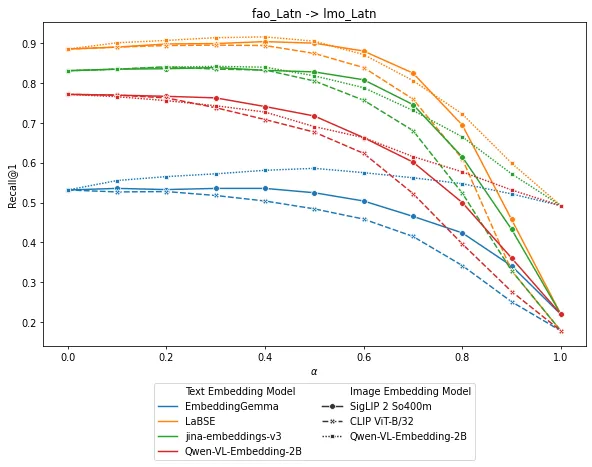 fao_Latn -> lmo_Latn
0.9
0.8
0.7
0.6
0.5
0.4
0.3
0.2
Recall@1
0.0 0.2 0.4 0.6 0.8 1.0
α
Text Embedding Model
EmbeddingGemma
LaBSE
jina-embeddings-v3
Qwen-VL-Embedding-2B
Image Embedding Model
SigLIP 2 So400m
CLIP ViT-B/32
Qwen-VL-Embedding-2B